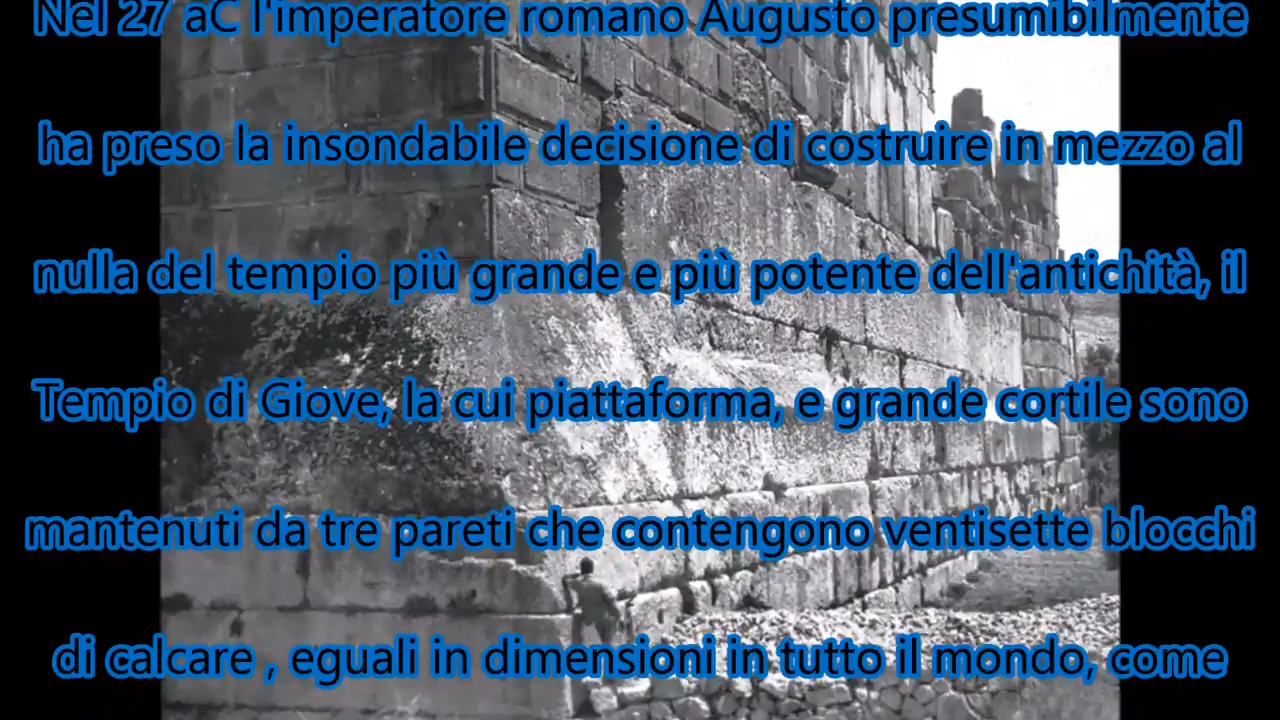 Nel 27 aC l'imperatore romano Augusto presumibilmente
ha preso la insondabile decisione di costruire in mezzo al
nulla del tempio più grande e più potente dell'antichità, il
Tempio di Giove, la cui piattaforma, e grande cortile sono
mantenuti da tre pareti che contengono ventisette blocchi
di calcare , eguali in dimensioni in tutto il mondo, come